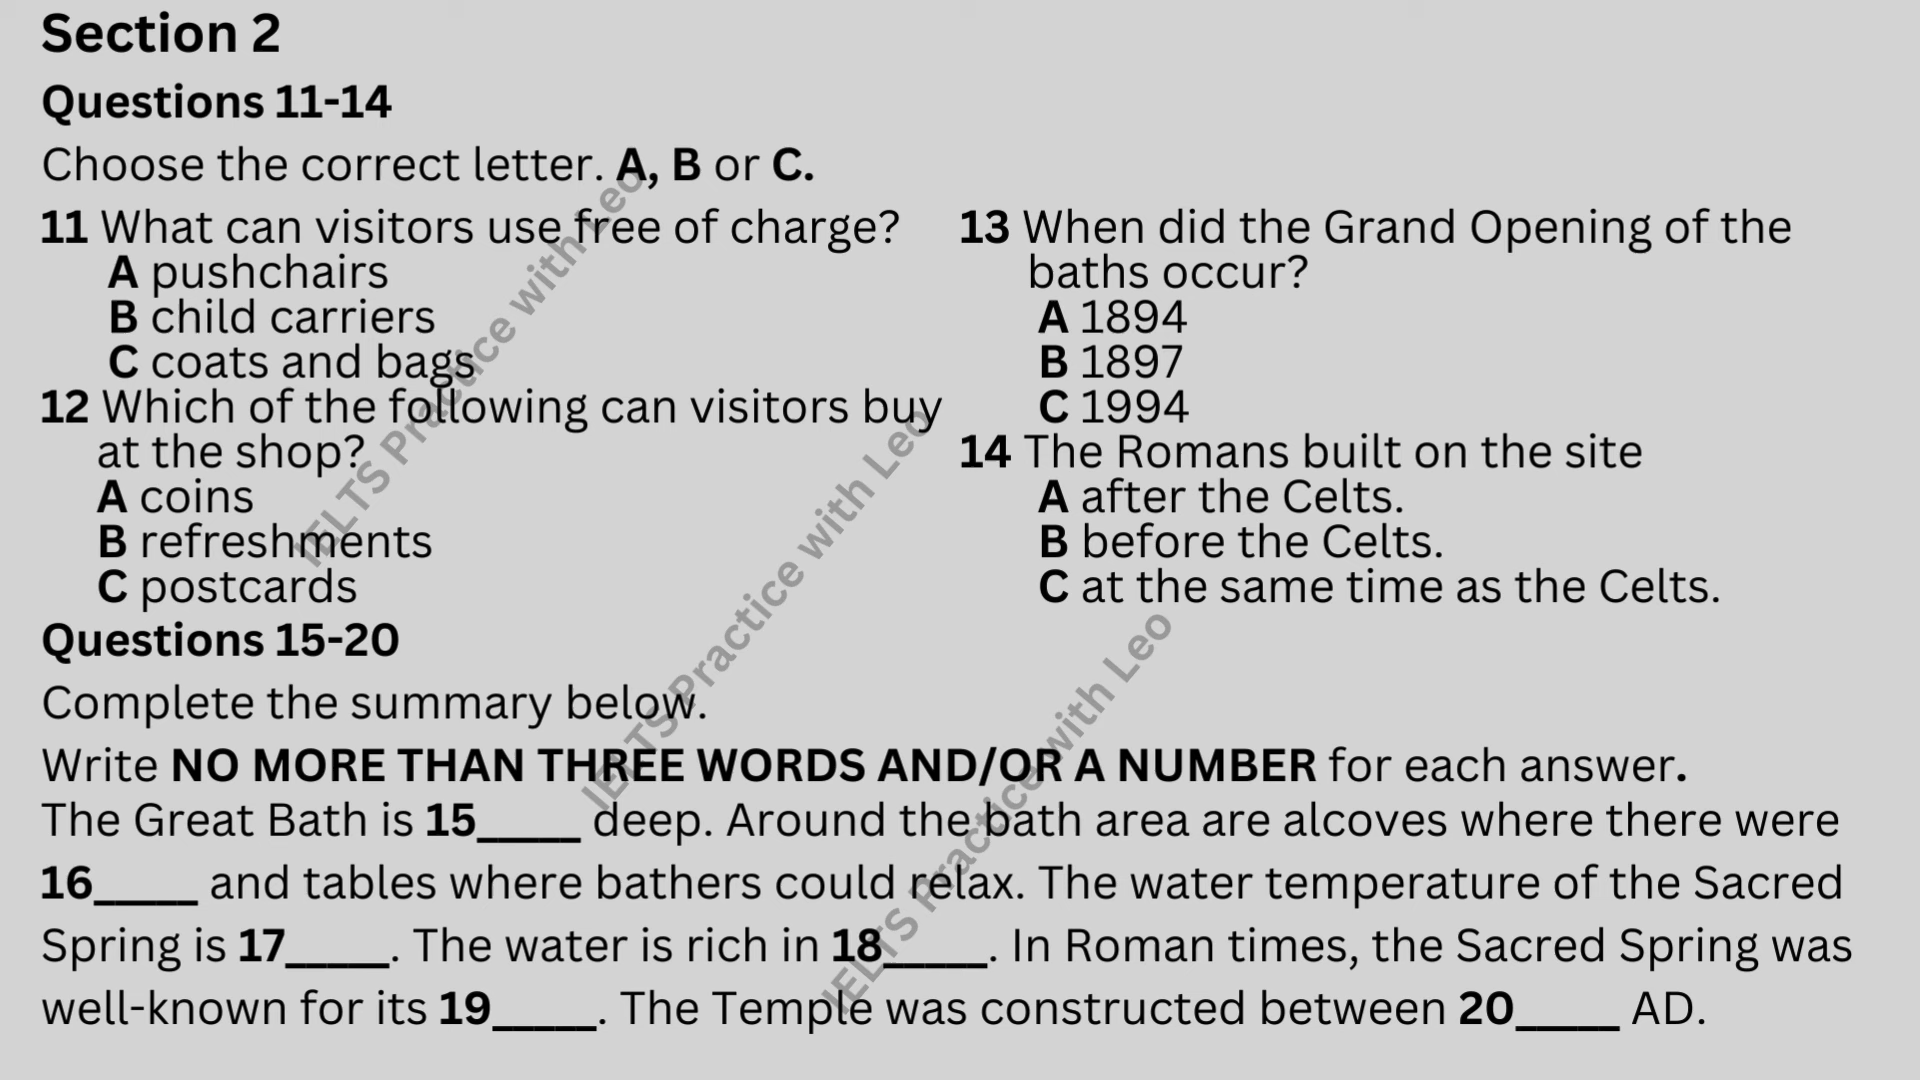 Section 2
Questions 11-14
Choose the correct letter. A, B or C.
11 What can visitors use free of charge?
A pushchairs
B child carriers
C coats and bags
12 Which of the following can visitors buy
at the shop?
A coins
B refreshments
C postcards
13 When did the Grand Opening of the
baths occur?
A 1894
B 1897
C 1994
14 The Romans built on the site
A after the Celts.
B before the Celts.
C at the same time as the Celts.
Questions 15-20
Complete the summary below.
Write NO MORE THAN THREE WORDS AND/OR A NUMBER for each answer.
The Great Bath is 15_____ deep. Around the bath area are alcoves where there were
16_____ and tables where bathers could relax. The water temperature of the Sacred
Spring is 17_____. The water is rich in 18_____. In Roman times, the Sacred Spring was
well-known for its 19_____. The Temple was constructed between 20_____ AD.
IELTS Practice with Leo
IELTS Practice with Leo
IELTS Practice with Leo